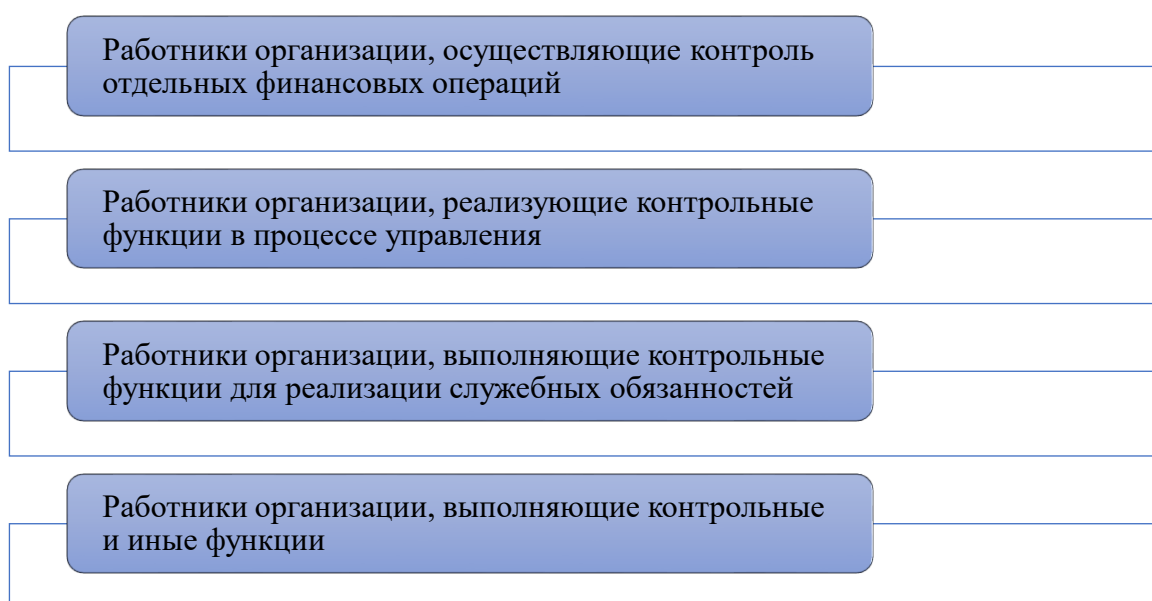 Работники организации, осуществляющие контроль
отдельных финансовых операций
Работники организации, реализующие контрольные
функции в процессе управления
Работники организации, выполняющие контрольные
функции для реализации служебных обязанностей
Работники организации, выполняющие контрольные
и иные функции